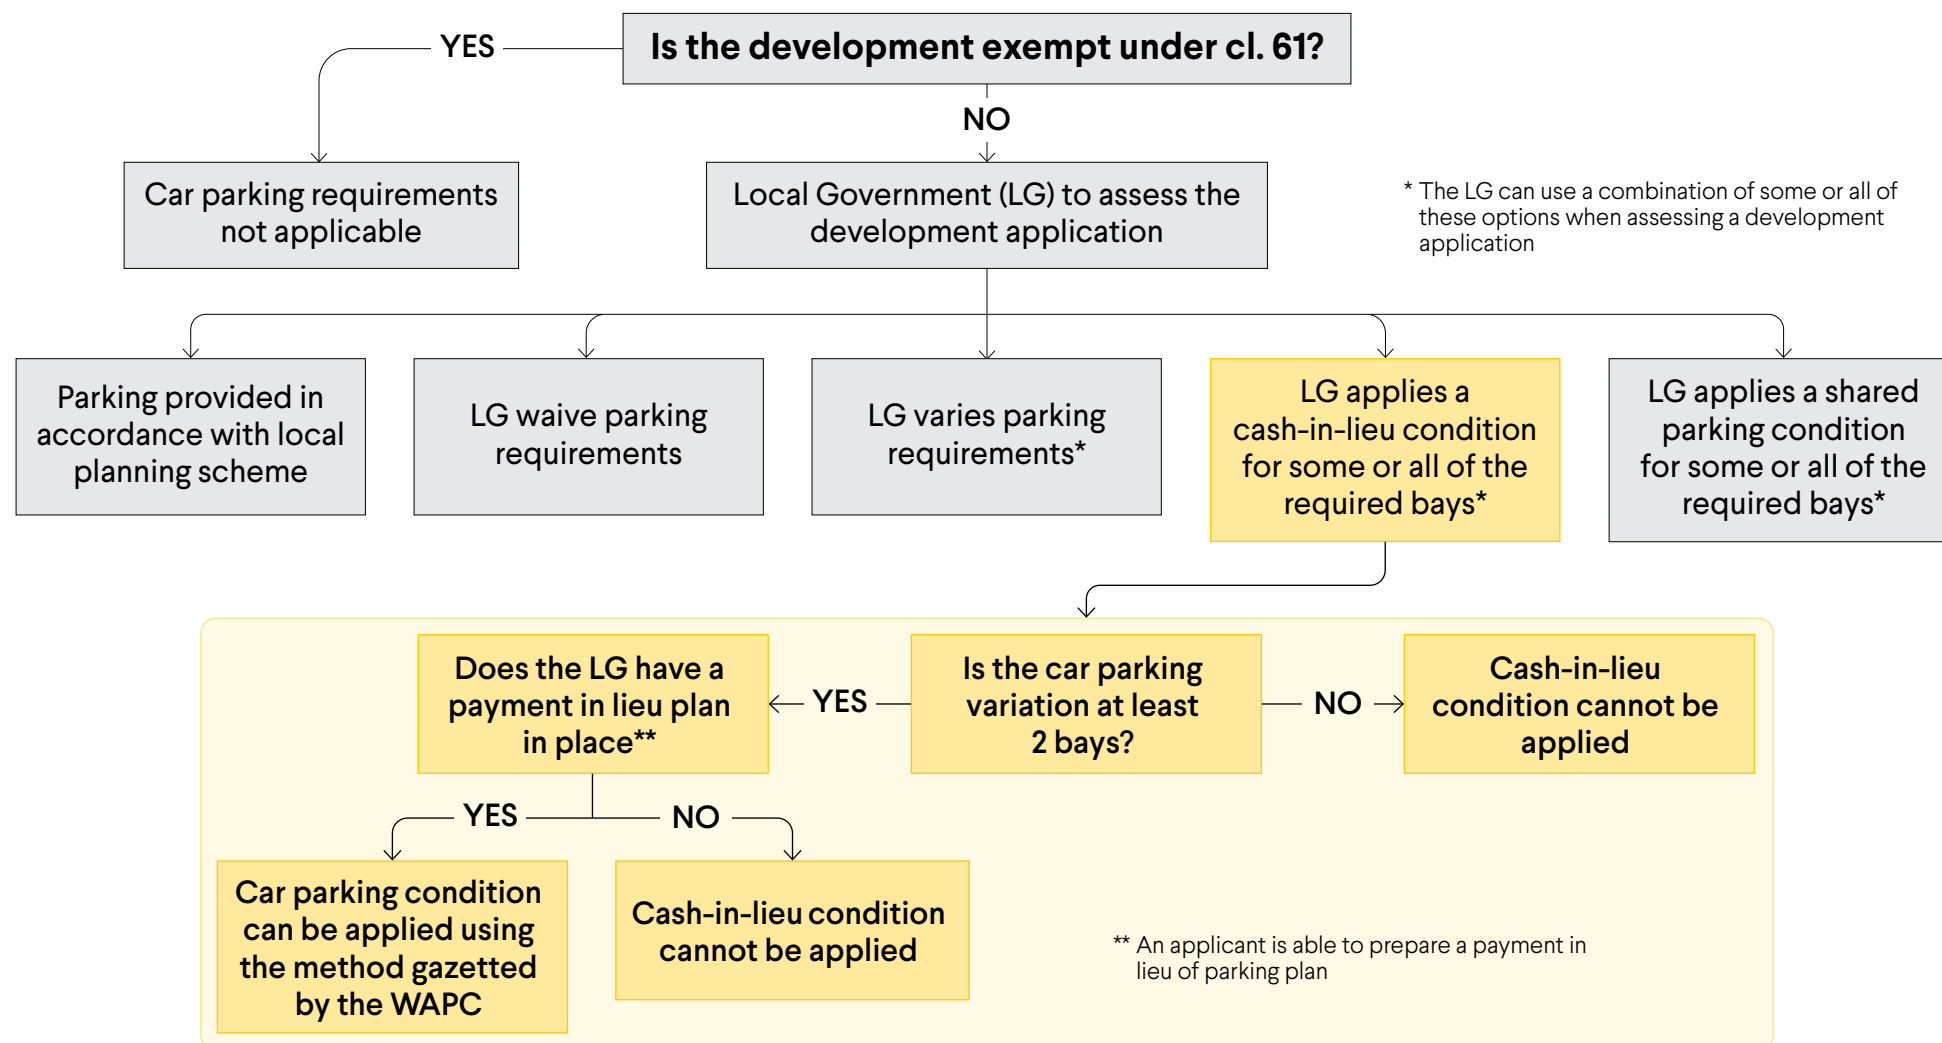 Is the development exempt under cl. 61?
YES
NO
Car parking requirements
not applicable
Local Government (LG) to assess the
development application
* The LG can use a combination of some or all of
these options when assessing a development
application
Parking provided in
accordance with local
planning scheme
LG waive parking
requirements
LG varies parking
requirements*
LG applies a
cash-in-lieu condition
for some or all of the
required bays*
LG applies a shared
parking condition
for some or all of the
required bays*
Does the LG have a
payment in lieu plan
in place**
YES
Is the car parking
variation at least
2 bays?
NO
Cash-in-lieu
condition cannot be
applied
YES
NO
Car parking condition
can be applied using
the method gazetted
by the WAPC
Cash-in-lieu condition
cannot be applied
** An applicant is able to prepare a payment in
lieu of parking plan